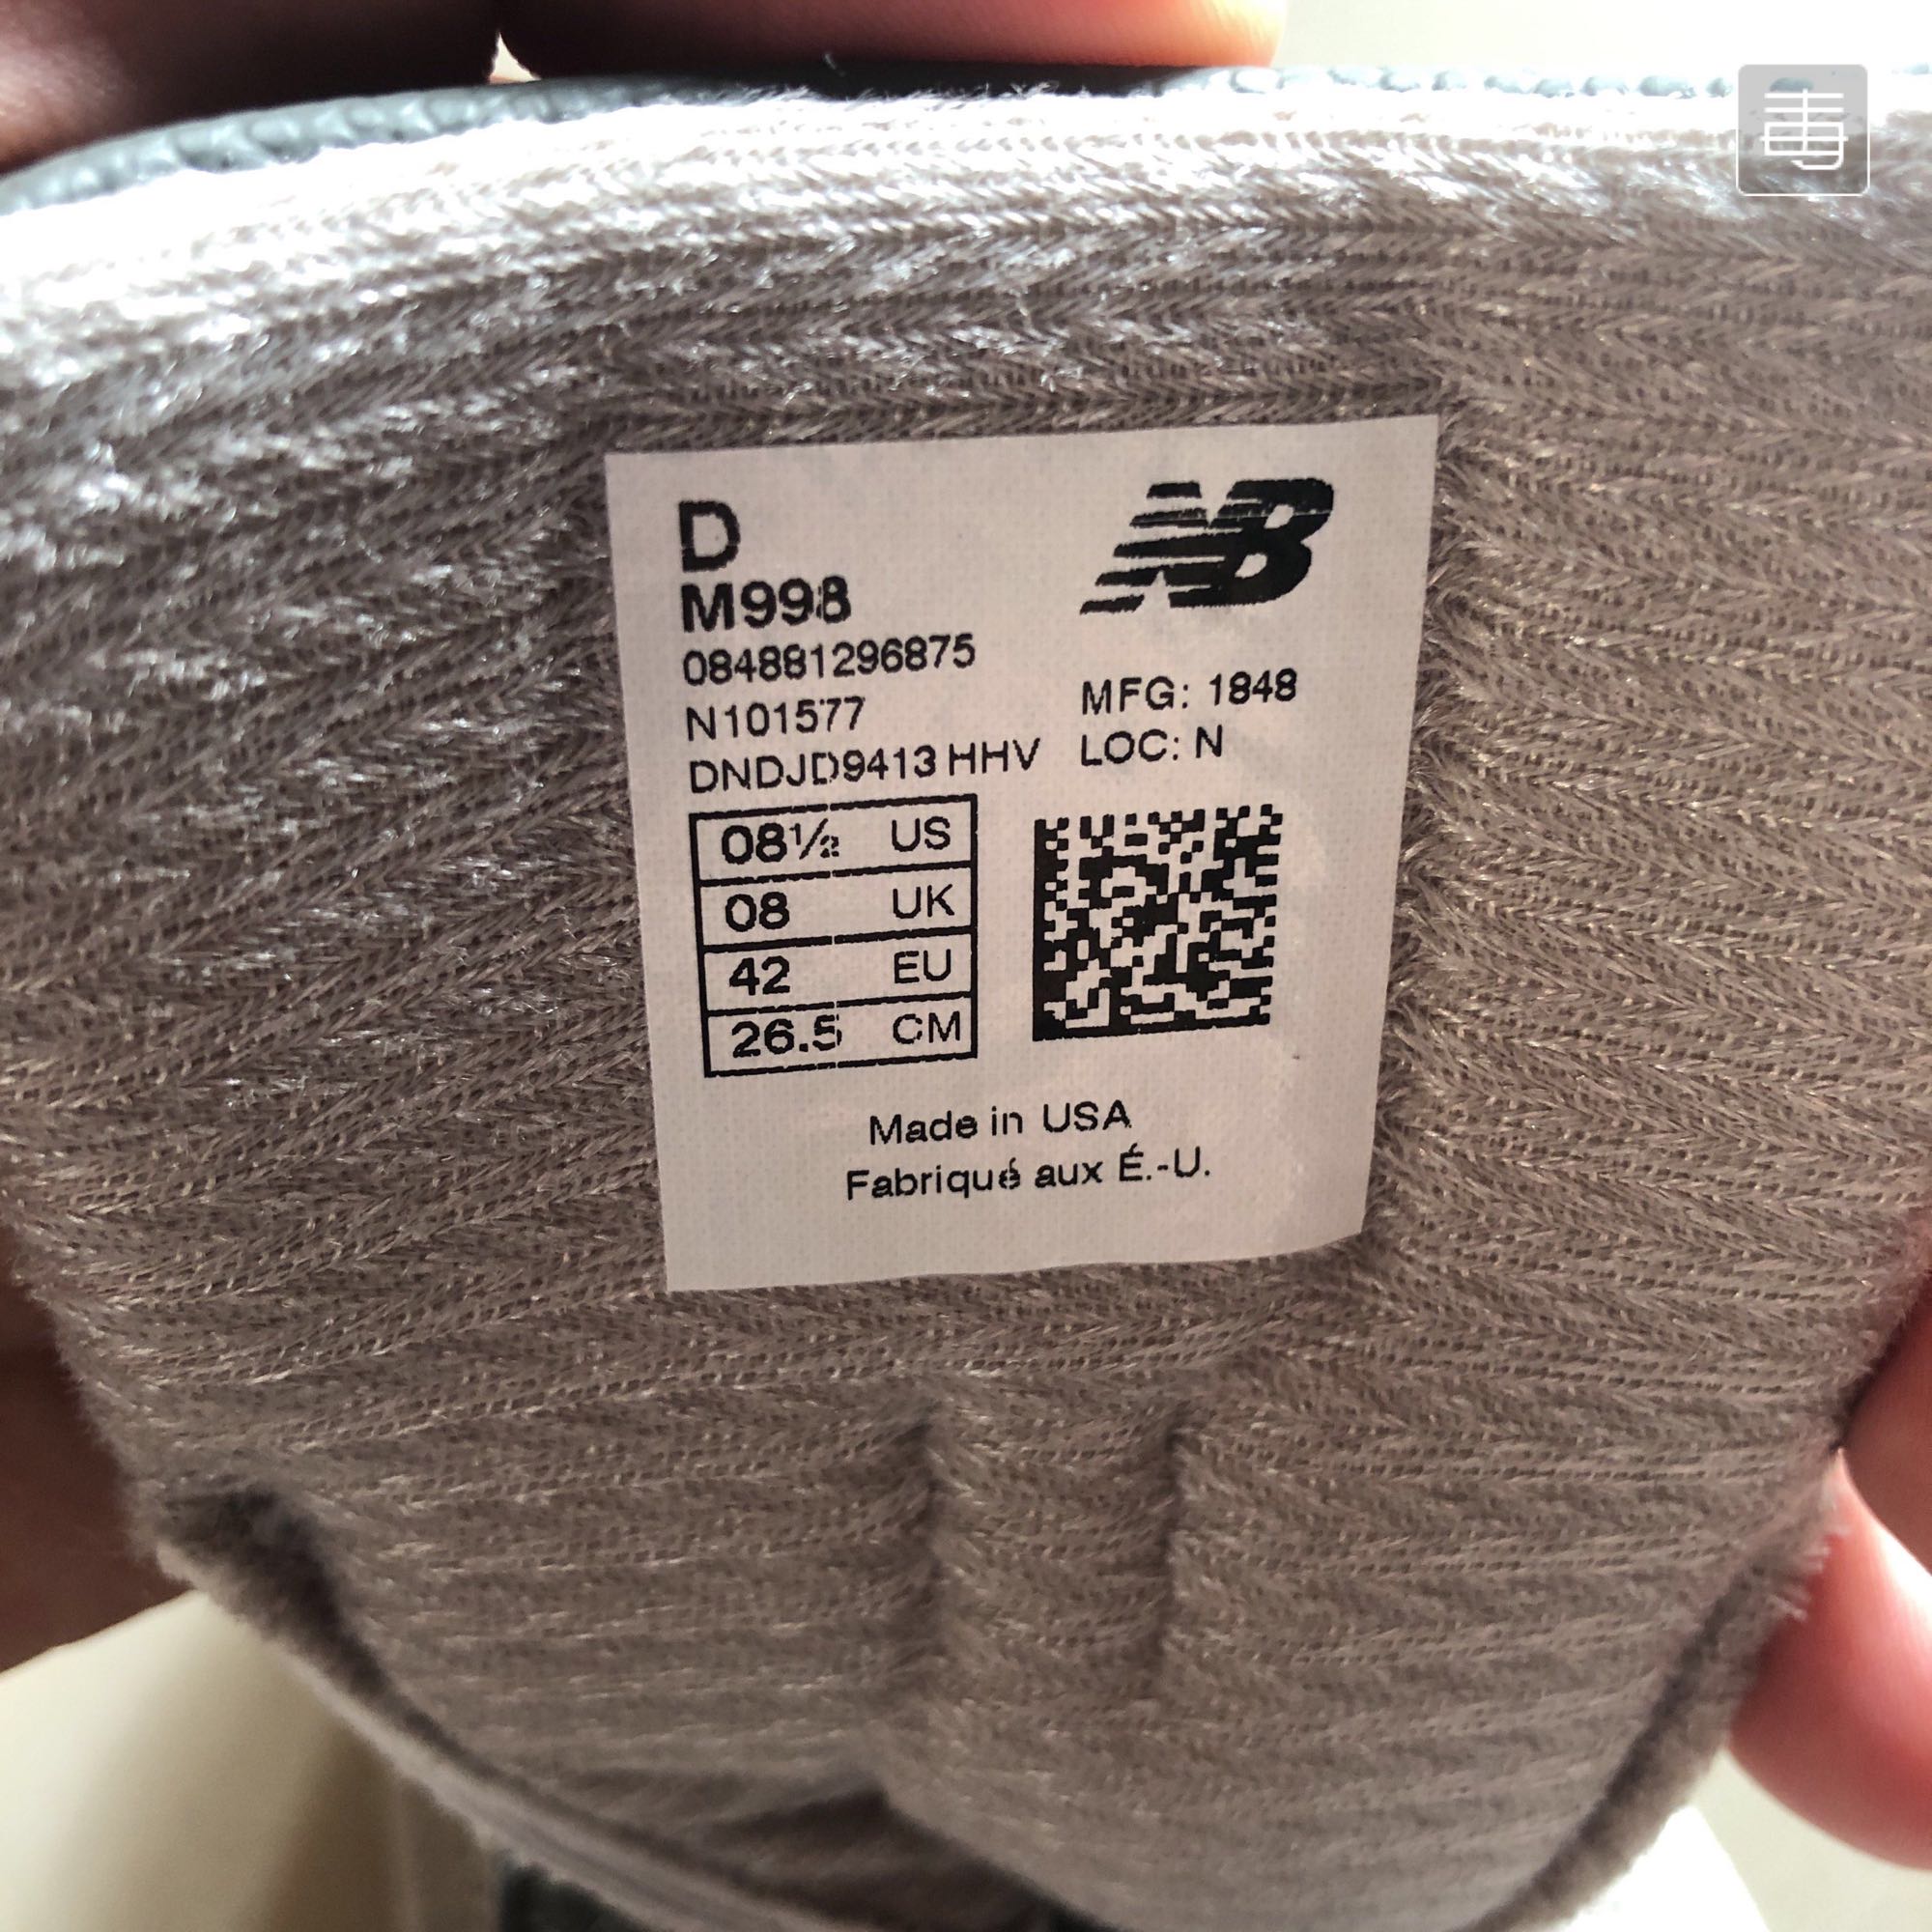 毒
D
NB
M998
084881296875
N101577
MFG: 1848
DNDJD9413 HHV
LOC: N
08½ US
08 UK
42 EU
26.5 CM
Made in USA
Fabriqué aux É.-U.